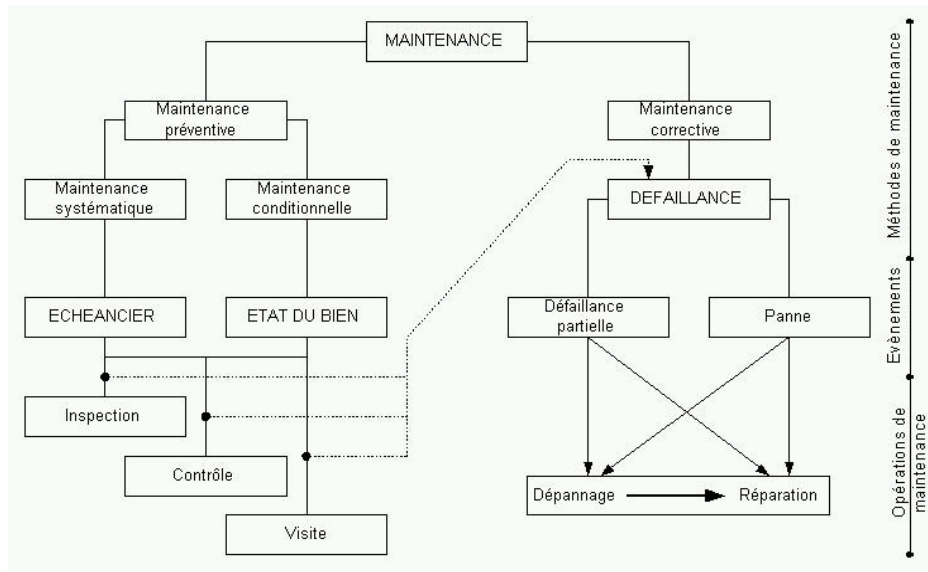 MAINTENANCE
Maintenance
préventive
Maintenance
corrective
Maintenance
systématique
Maintenance
conditionnelle
DEFAILLANCE
ECHEANCIER
ETAT DU BIEN
Défaillance
partielle
Panne
Inspection
Contrôle
Visite
Dépannage
Réparation
Méthodes de maintenance
Evènements
Opérations de
maintenance